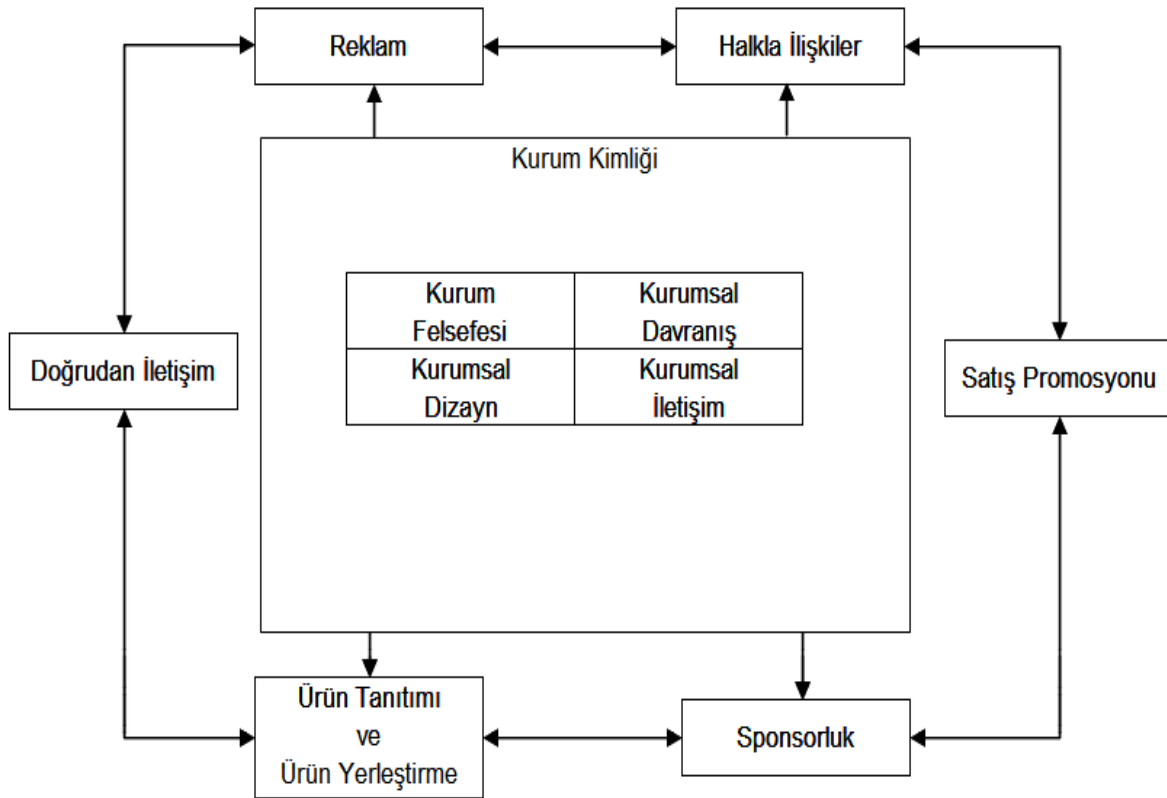 Reklam
Halkla İlişkiler
Kurum Kimliği
Kurum
Felsefesi
Kurumsal
Davranış
Doğrudan İletişim
Kurumsal
Dizayn
Kurumsal
İletişim
Satış Promosyonu
Ürün Tanıtımı
ve
Ürün Yerleştirme
Sponsorluk